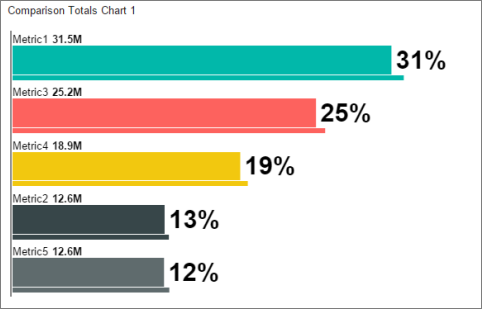 Comparison Totals Chart 1
Metric1 31.5M
31%
Metric3 25.2M
25%
Metric4 18.9M
19%
Metric2 12.6M
13%
Metric5 12.6M
12%